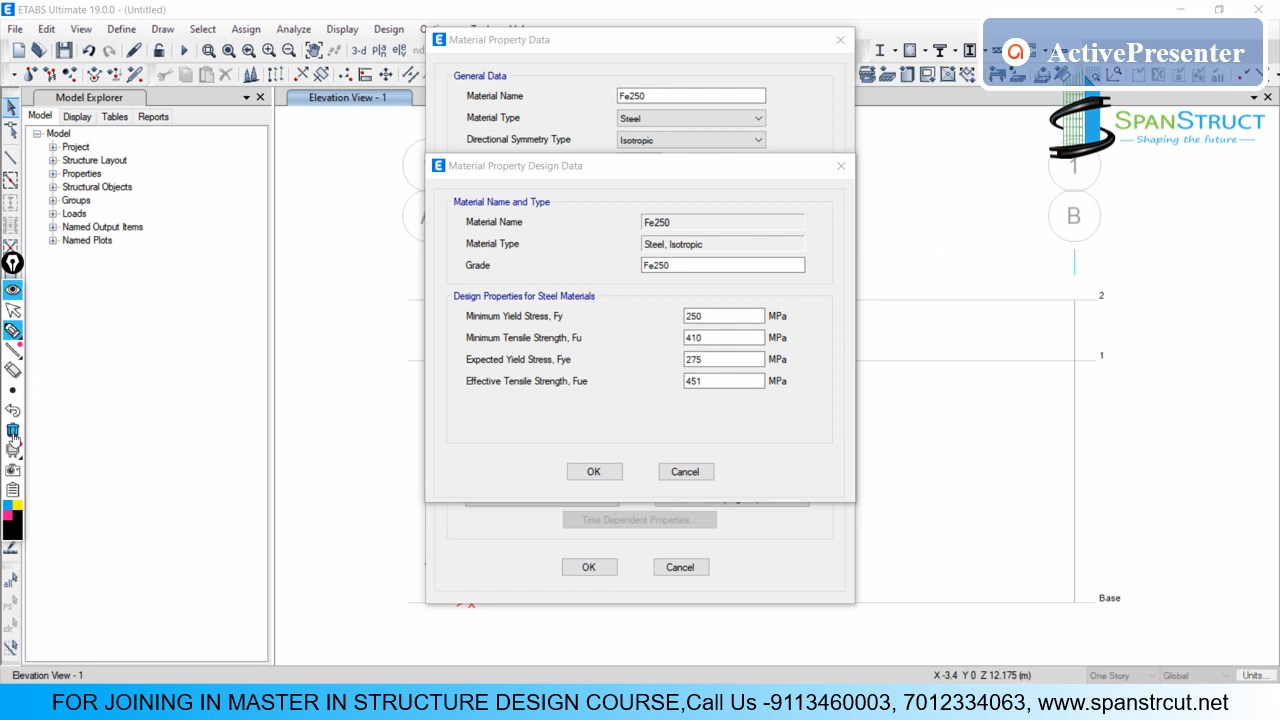 ETABS Ultimate 19.0.0 - (Untitled)
File Edit View Define Draw Select Assign Analyze Display Design
Material Property Data
ActivePresenter
SPANSTRUCT
Shaping the future
Model Explorer
Elevation View - 1
Model Display Tables Reports
Model
Project
Structure Layout
Properties
Structural Objects
Groups
Loads
Named Output Items
Named Plots
General Data
Material Name Fe250
Material Type Steel
Directional Symmetry Type Isotropic
Material Property Design Data
Material Name and Type
Material Name Fe250
Material Type Steel, Isotropic
Grade Fe250
Design Properties for Steel Materials
Minimum Yield Stress, Fy 250 MPa
Minimum Tensile Strength, Fu 410 MPa
Expected Yield Stress, Fye 275 MPa
Effective Tensile Strength, Fue 451 MPa
OK Cancel
Time Dependent Properties...
OK Cancel
1
B
2
1
Base
Elevation View - 1
X -3.4 Y 0 Z 12.175 (m)
One Story Global Units...
FOR JOINING IN MASTER IN STRUCTURE DESIGN COURSE,Call Us -9113460003, 7012334063, www.spanstrcut.net